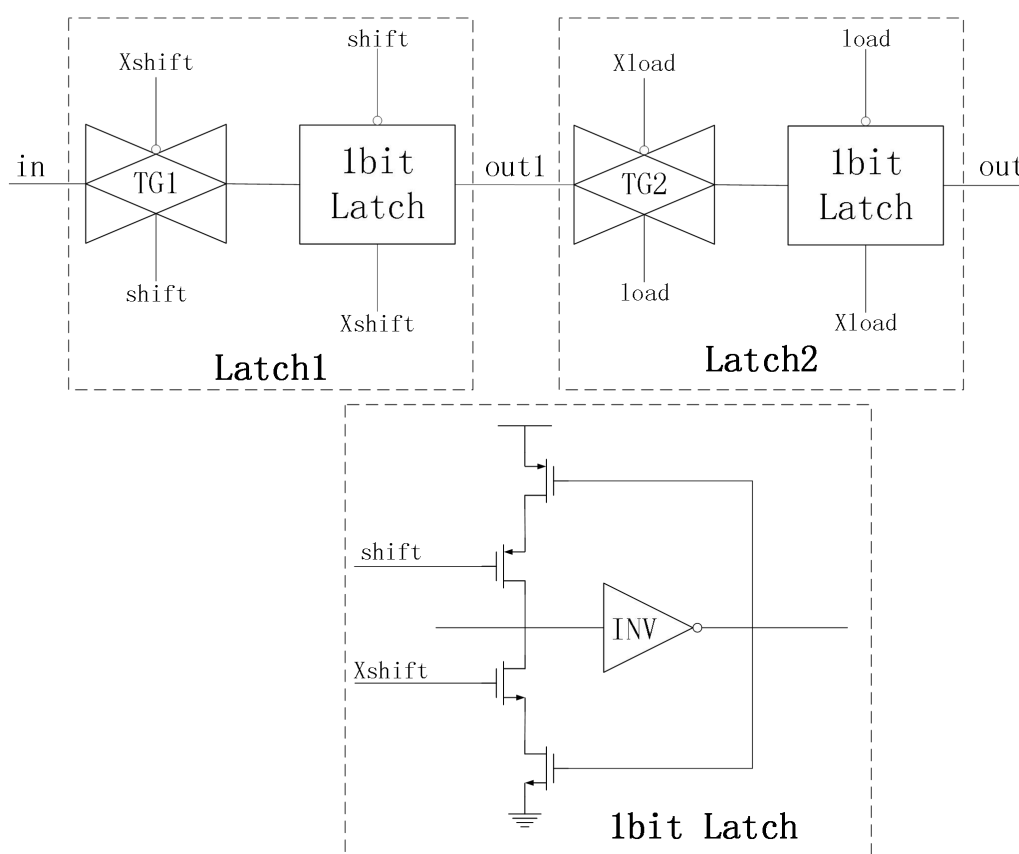 shift
load
Xshift
Xload
in
TG1
1bit
Latch
out1
TG2
1bit
Latch
out
shift
load
Xshift
Xload
Latch1
Latch2
shift
INV
Xshift
1bit Latch